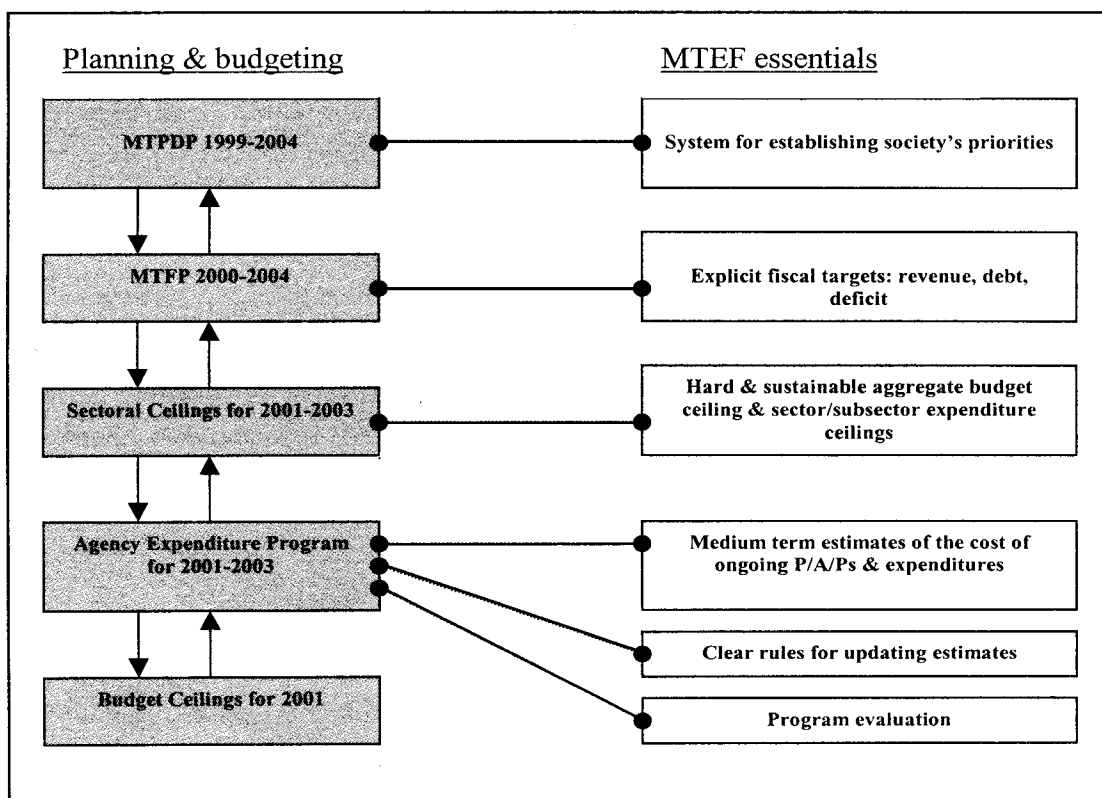 Planning & budgeting
MTEF essentials
MTPDP 1999-2004
System for establishing society's priorities
MTFP 2000-2004
Explicit fiscal targets: revenue, debt,
deficit
Sectoral Ceilings for 2001-2003
Hard & sustainable aggregate budget
ceiling & sector/subsector expenditure
ceilings
Agency Expenditure Program
for 2001-2003
Medium term estimates of the cost of
ongoing P/A/Ps & expenditures
Clear rules for updating estimates
Budget Ceilings for 2001
Program evaluation